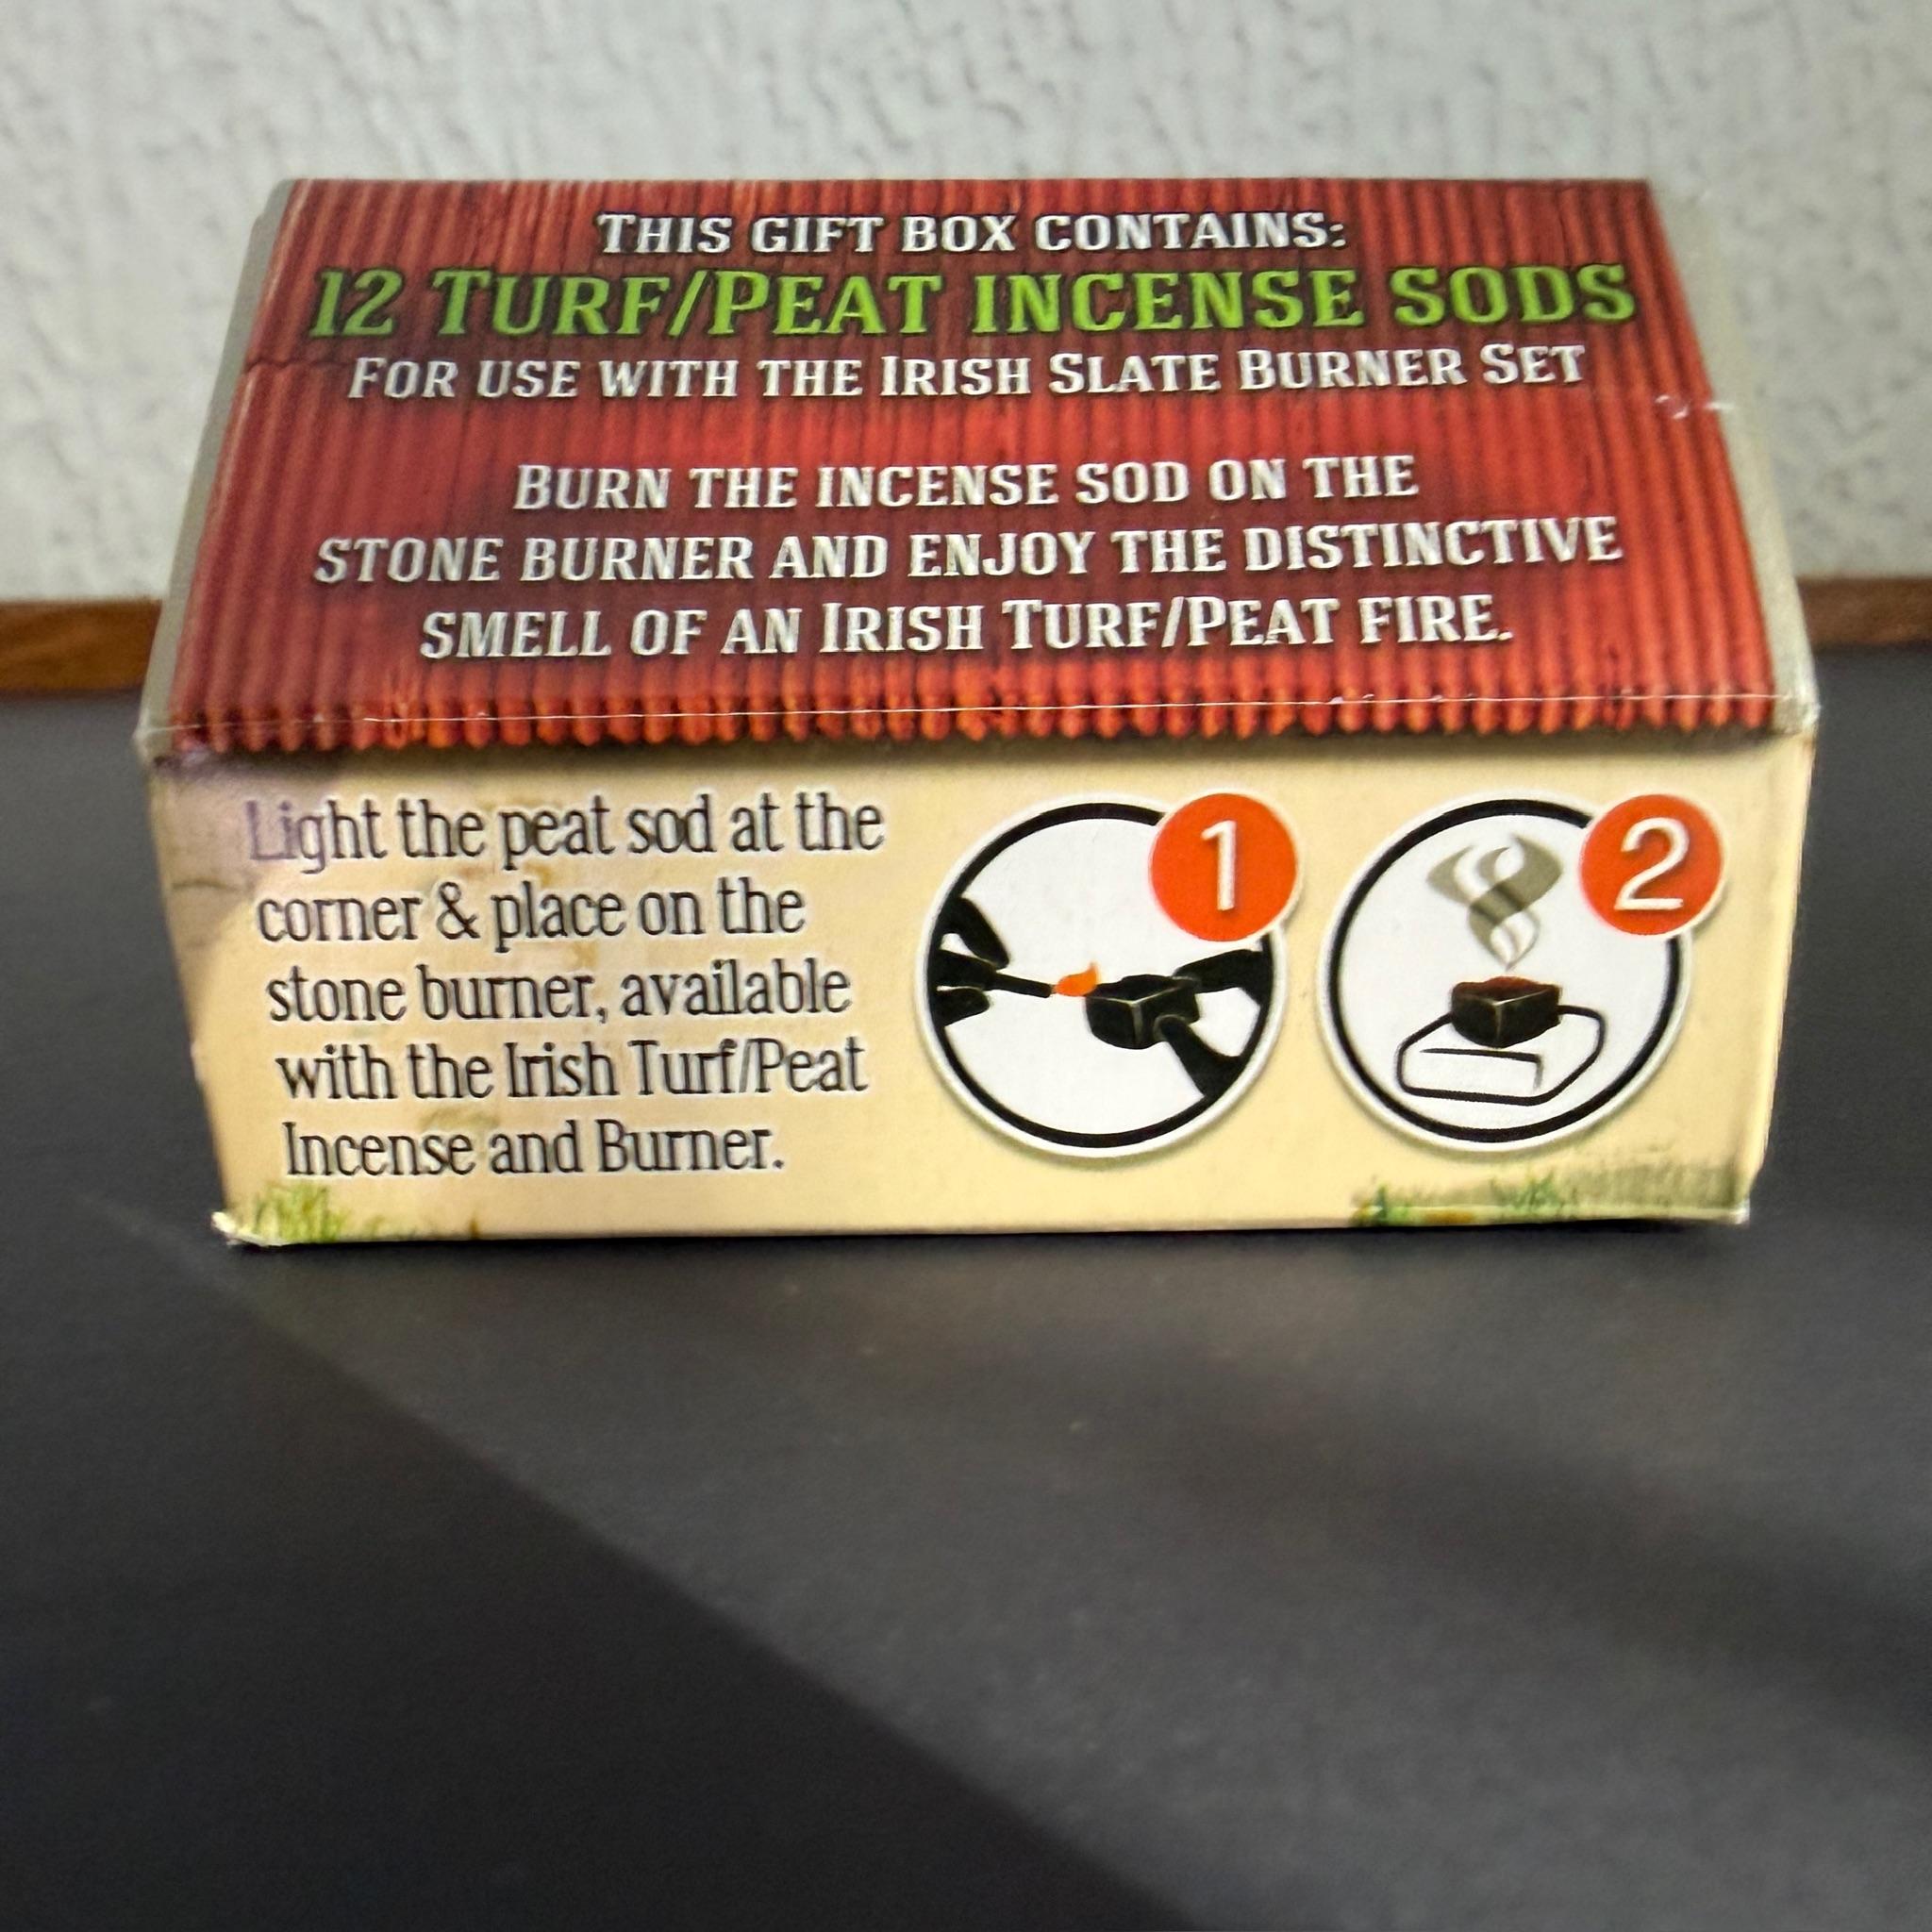 THIS GIFT BOX CONTAINS:
12 TURF/PEAT INCENSE SODS
FOR USE WITH THE IRISH SLATE BURNER SET
BURN THE INCENSE SOD ON THE
STONE BURNER AND ENJOY THE DISTINCTIVE
SMELL OF AN IRISH TURF/PEAT FIRE.
Light the peat sod at the
corner & place on the
stone burner, available
with the Irish Turf/Peat
Incense and Burner.
1
2